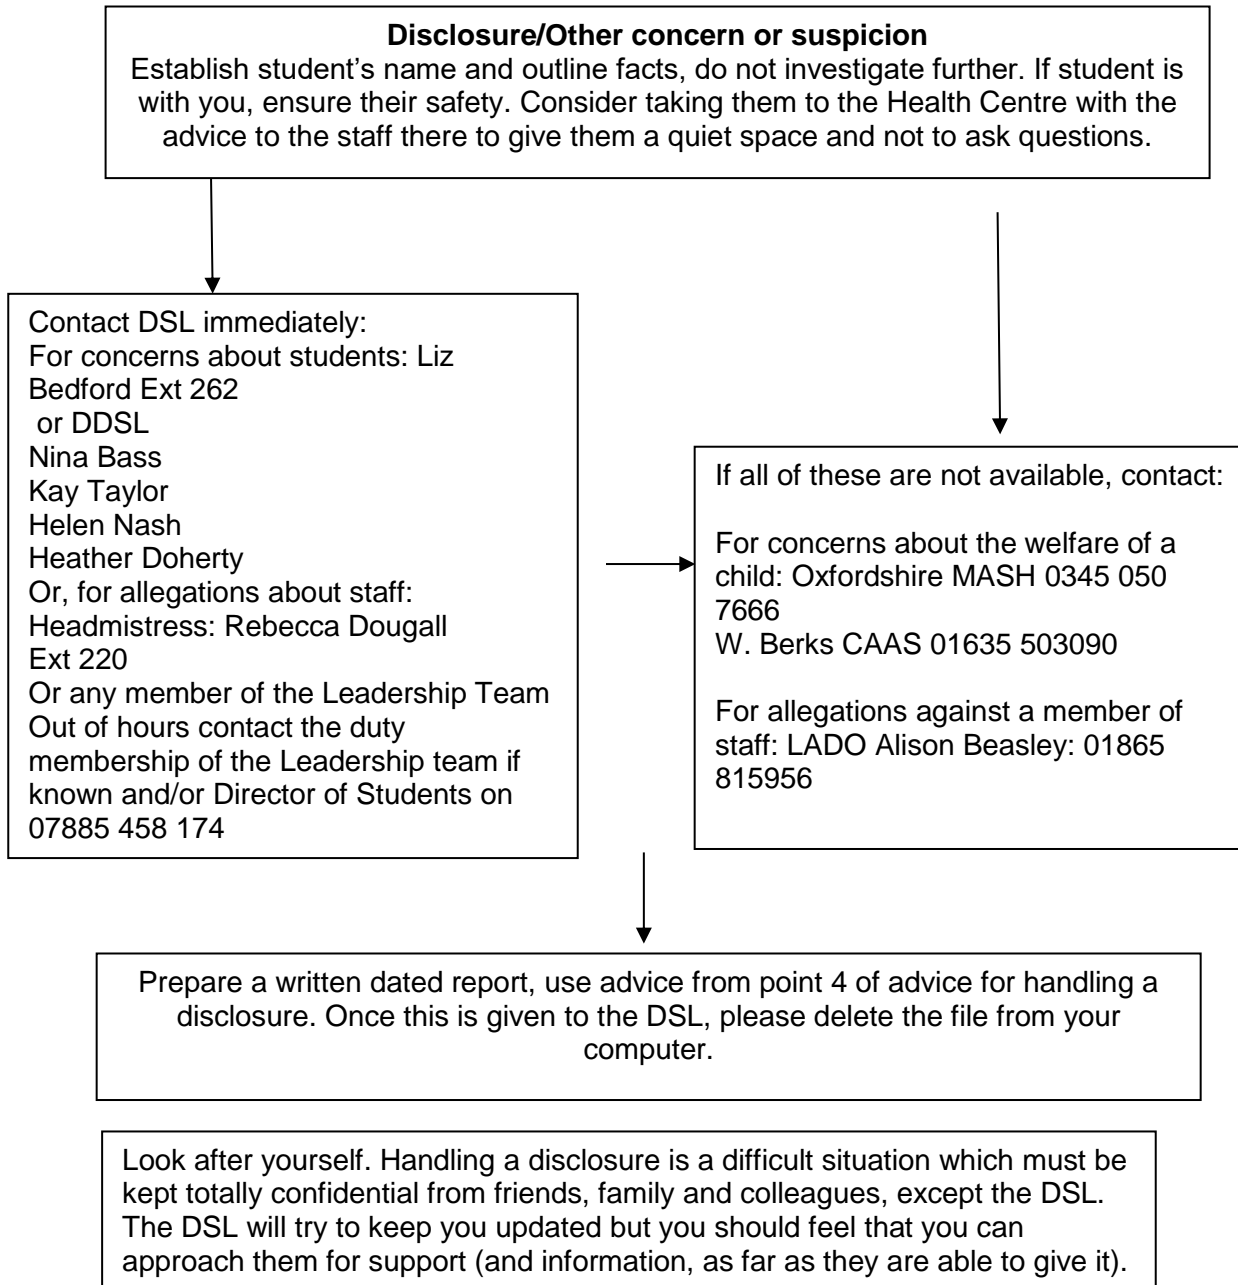 Disclosure/Other concern or suspicion
Establish student’s name and outline facts, do not investigate further. If student is
with you, ensure their safety. Consider taking them to the Health Centre with the
advice to the staff there to give them a quiet space and not to ask questions.
Contact DSL immediately:
For concerns about students: Liz
Bedford Ext 262
or DDSL
Nina Bass
Kay Taylor
Helen Nash
Heather Doherty
Or, for allegations about staff:
Headmistress: Rebecca Dougall
Ext 220
Or any member of the Leadership Team
Out of hours contact the duty
membership of the Leadership team if
known and/or Director of Students on
07885 458 174
If all of these are not available, contact:
For concerns about the welfare of a
child: Oxfordshire MASH 0345 050
7666
W. Berks CAAS 01635 503090
For allegations against a member of
staff: LADO Alison Beasley: 01865
815956
Prepare a written dated report, use advice from point 4 of advice for handling a
disclosure. Once this is given to the DSL, please delete the file from your
computer.
Look after yourself. Handling a disclosure is a difficult situation which must be
kept totally confidential from friends, family and colleagues, except the DSL.
The DSL will try to keep you updated but you should feel that you can
approach them for support (and information, as far as they are able to give it).